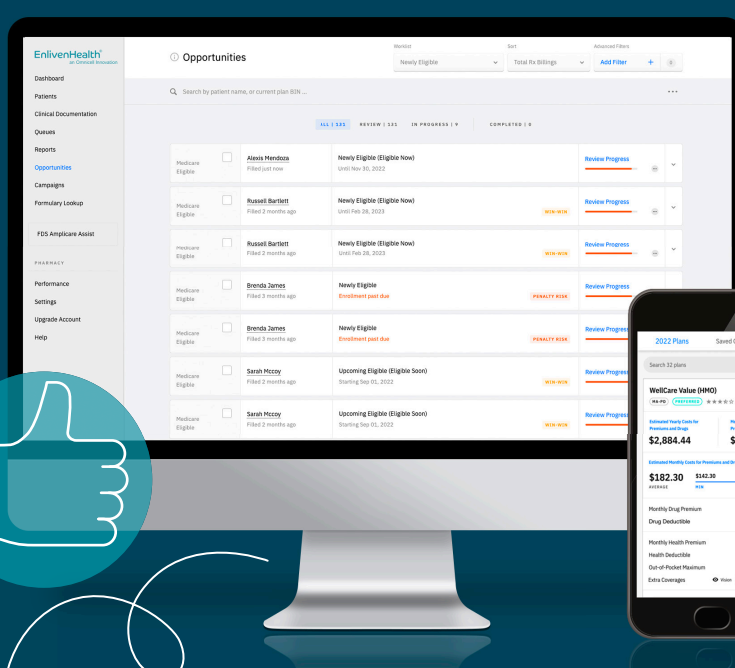 EnlivenHealth®
an Omnicell Innovation
Dashboard
Patients
Clinical Documentation
Queues
Reports
Opportunities
Campaigns
Formulary Lookup
FDS Amplicare Assist
PHARMACY
Performance
Settings
Upgrade Account
Help
Opportunities
Worklist
Newly Eligible
Sort
Total Rx Billings
Advanced Filters
Add Filter +
Search by patient name, or current plan BIN ...
ALL | 131 REVIEW | 131 IN PROGRESS | 9 COMPLETED | 0
Medicare Eligible
Alexis Mendoza
Filled just now
Newly Eligible (Eligible Now)
Until Nov 30, 2022
Review Progress
Medicare Eligible
Russell Bartlett
Filled 2 months ago
Newly Eligible (Eligible Now)
Until Feb 28, 2023
WIN-WIN
Review Progress
Medicare Eligible
Russell Bartlett
Filled 2 months ago
Newly Eligible (Eligible Now)
Until Feb 28, 2023
WIN-WIN
Review Progress
Medicare Eligible
Brenda James
Filled 3 months ago
Newly Eligible
Enrollment past due
PENALTY RISK
Review Progress
Medicare Eligible
Brenda James
Filled 3 months ago
Newly Eligible
Enrollment past due
PENALTY RISK
Review Progres
Medicare Eligible
Sarah Mccoy
Filled 2 months ago
Upcoming Eligible (Eligible Soon)
Starting Sep 01, 2022
WIN-WIN
Review Progres
Medicare Eligible
Sarah Mccoy
Filled 2 months ago
Upcoming Eligible (Eligible Soon)
Starting Sep 01, 2022
WIN-WIN
Review Progres
2022 Plans Saved
Search 32 plans
WellCare Value (HMO)
MA-PD PREFERRED
Estimated Yearly Costs for
Premiums and Drugs
$2,884.44
Estimated Monthly Costs for Premiums and Dr
$182.30 $142.30
AVERAGE MIN
Monthly Drug Premium
Drug Deductible
Monthly Health Premium
Health Deductible
Out-of-Pocket Maximum
Extra Coverages Vision